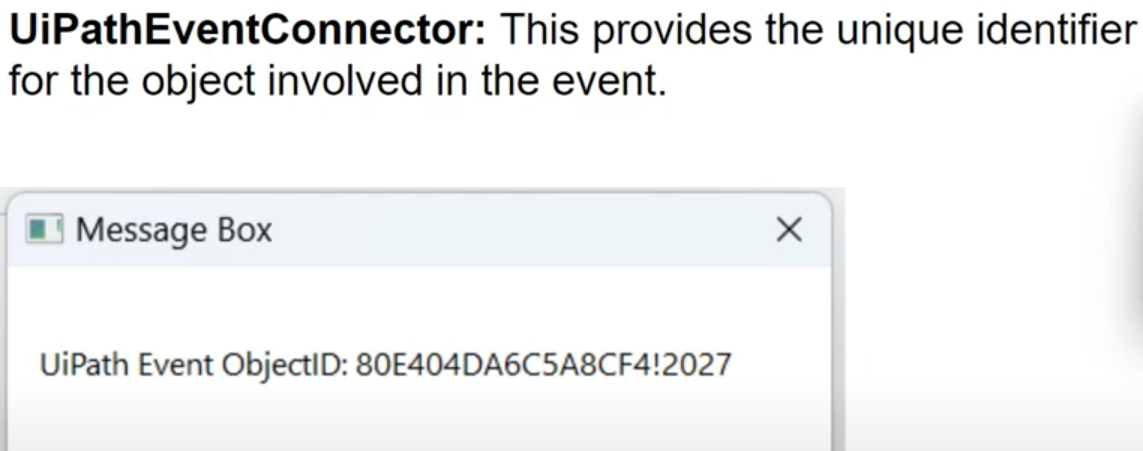 UiPathEventConnector: This provides the unique identifier
for the object involved in the event.
Message Box
UiPath Event ObjectID: 80E404DA6C5A8CF4!2027